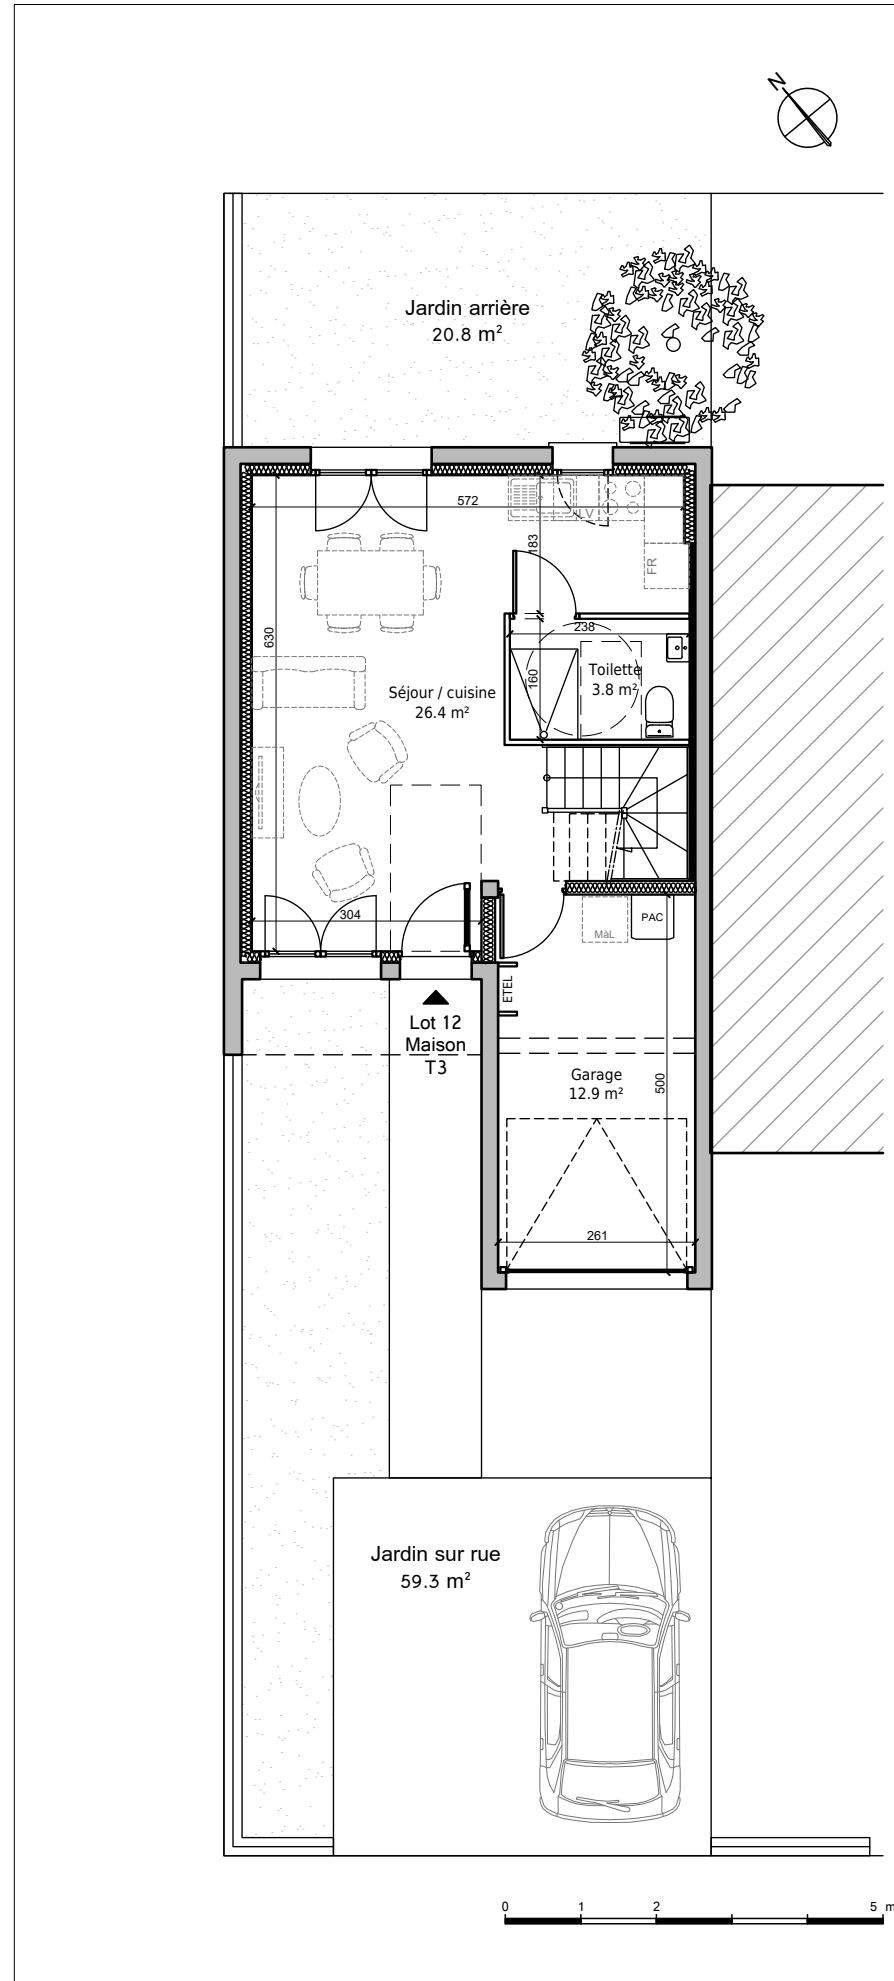 N
Jardin arrière
20.8 m²
572
LV
183
FR
630
238
160
Toilette
3.8 m²
Séjour / cuisine
26.4 m²
304
MàL
PAC
ETEL
Lot 12
Maison
T3
Garage
12.9 m²
500
261
Jardin sur rue
59.3 m²
0 1 2 5 m